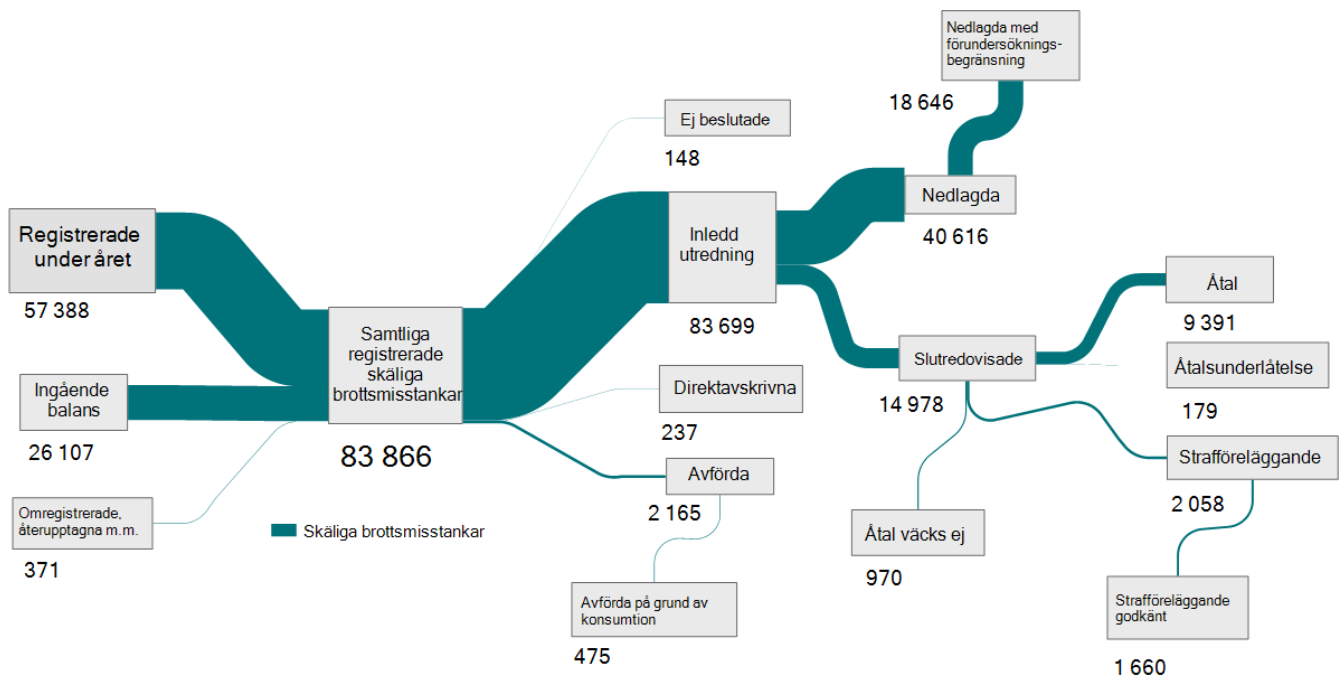 Registrerade
under året
57 388
Ingående
balans
26 107
Omregistrerade,
återupptagna m.m.
371
Samtliga
registrerade
skäliga
brottsmisstankar
83 866
Skäliga brottsmisstankar
Ej beslutade
148
Inledd
utredning
83 699
Direktavskrivna
237
Avförda
2 165
Avförda på grund av
konsumtion
475
Nedlagda med
förundersöknings-
begränsning
18 646
Nedlagda
40 616
Slutredovisade
14 978
Åtal väcks ej
970
Åtal
9 391
Åtalsunderlåtelse
179
Strafföreläggande
2 058
Strafföreläggande
godkänt
1 660